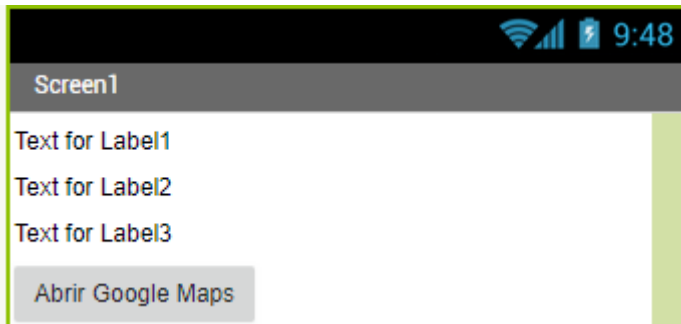 9:48
Screen1
Text for Label1
Text for Label2
Text for Label3
Abrir Google Maps